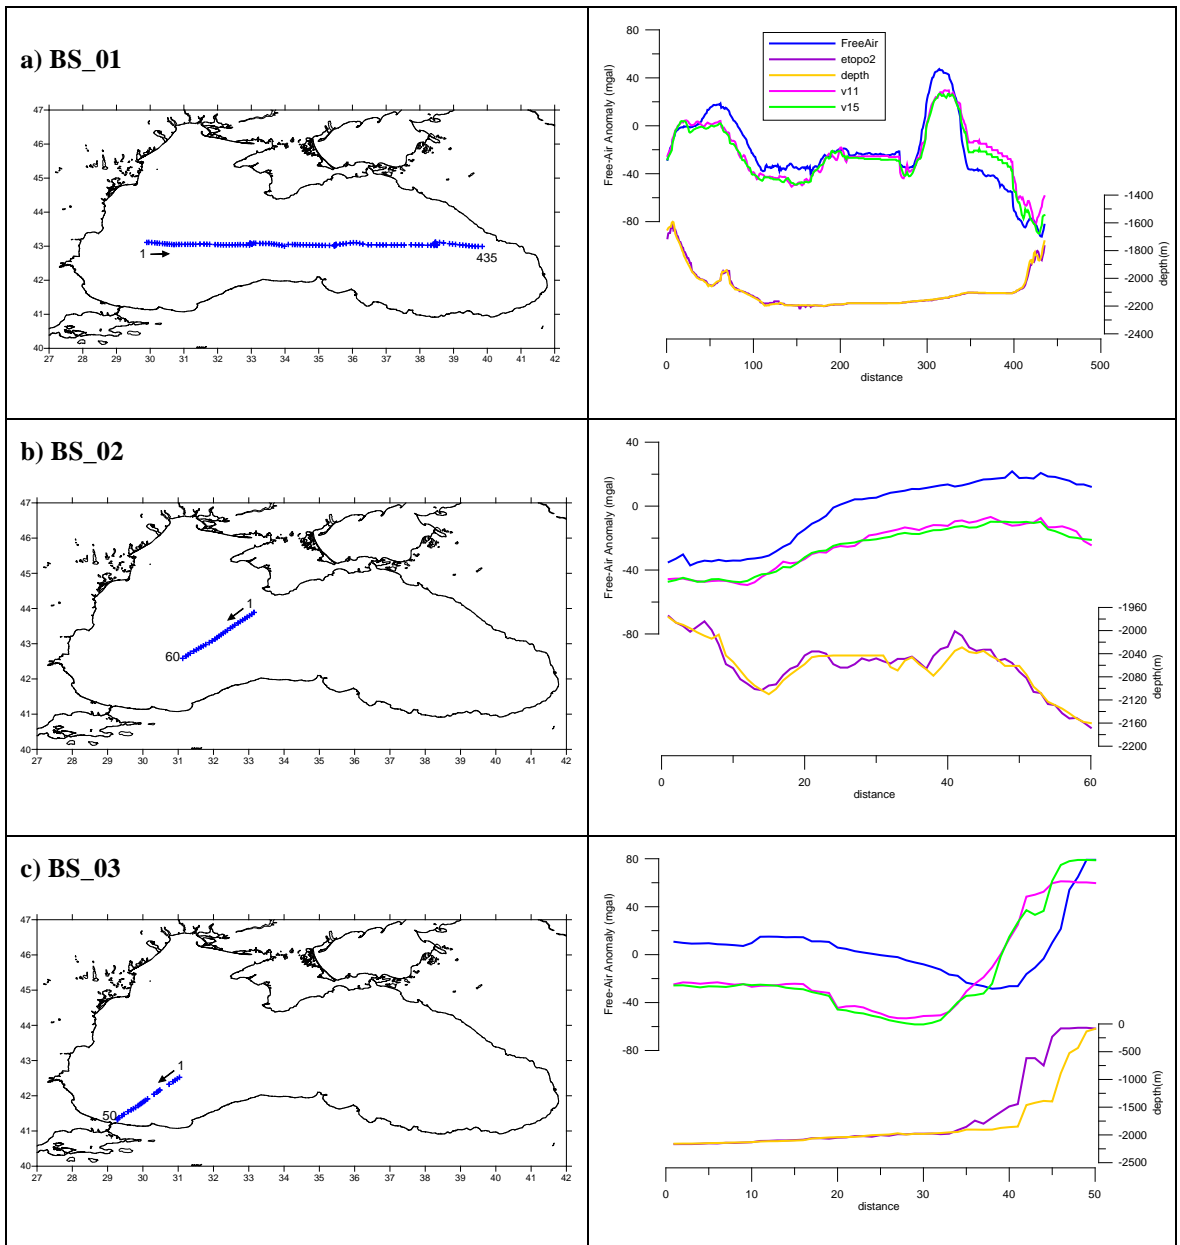 a) BS_01
47
46
45
44
43
42
41
40
27 28 29 30 31 32 33 34 35 36 37 38 39 40 41 42
1
435
80
40
0
-40
-80
Free-Air Anomaly (mgal)
FreeAir
etopo2
depth
v11
v15
-1400
-1600
-1800
-2000
-2200
-2400
depth(m)
0 100 200 300 400 500
distance
b) BS_02
47
46
45
44
43
42
41
40
27 28 29 30 31 32 33 34 35 36 37 38 39 40 41 42
1
60
40
0
-40
-80
Free-Air Anomaly (mgal)
-1960
-2000
-2040
-2080
-2120
-2160
-2200
depth(m)
0 20 40 60
distance
c) BS_03
47
46
45
44
43
42
41
40
27 28 29 30 31 32 33 34 35 36 37 38 39 40 41 42
1
50
80
40
0
-40
-80
Free-Air Anomaly (mgal)
0
-500
-1000
-1500
-2000
-2500
depth(m)
0 10 20 30 40 50
distance